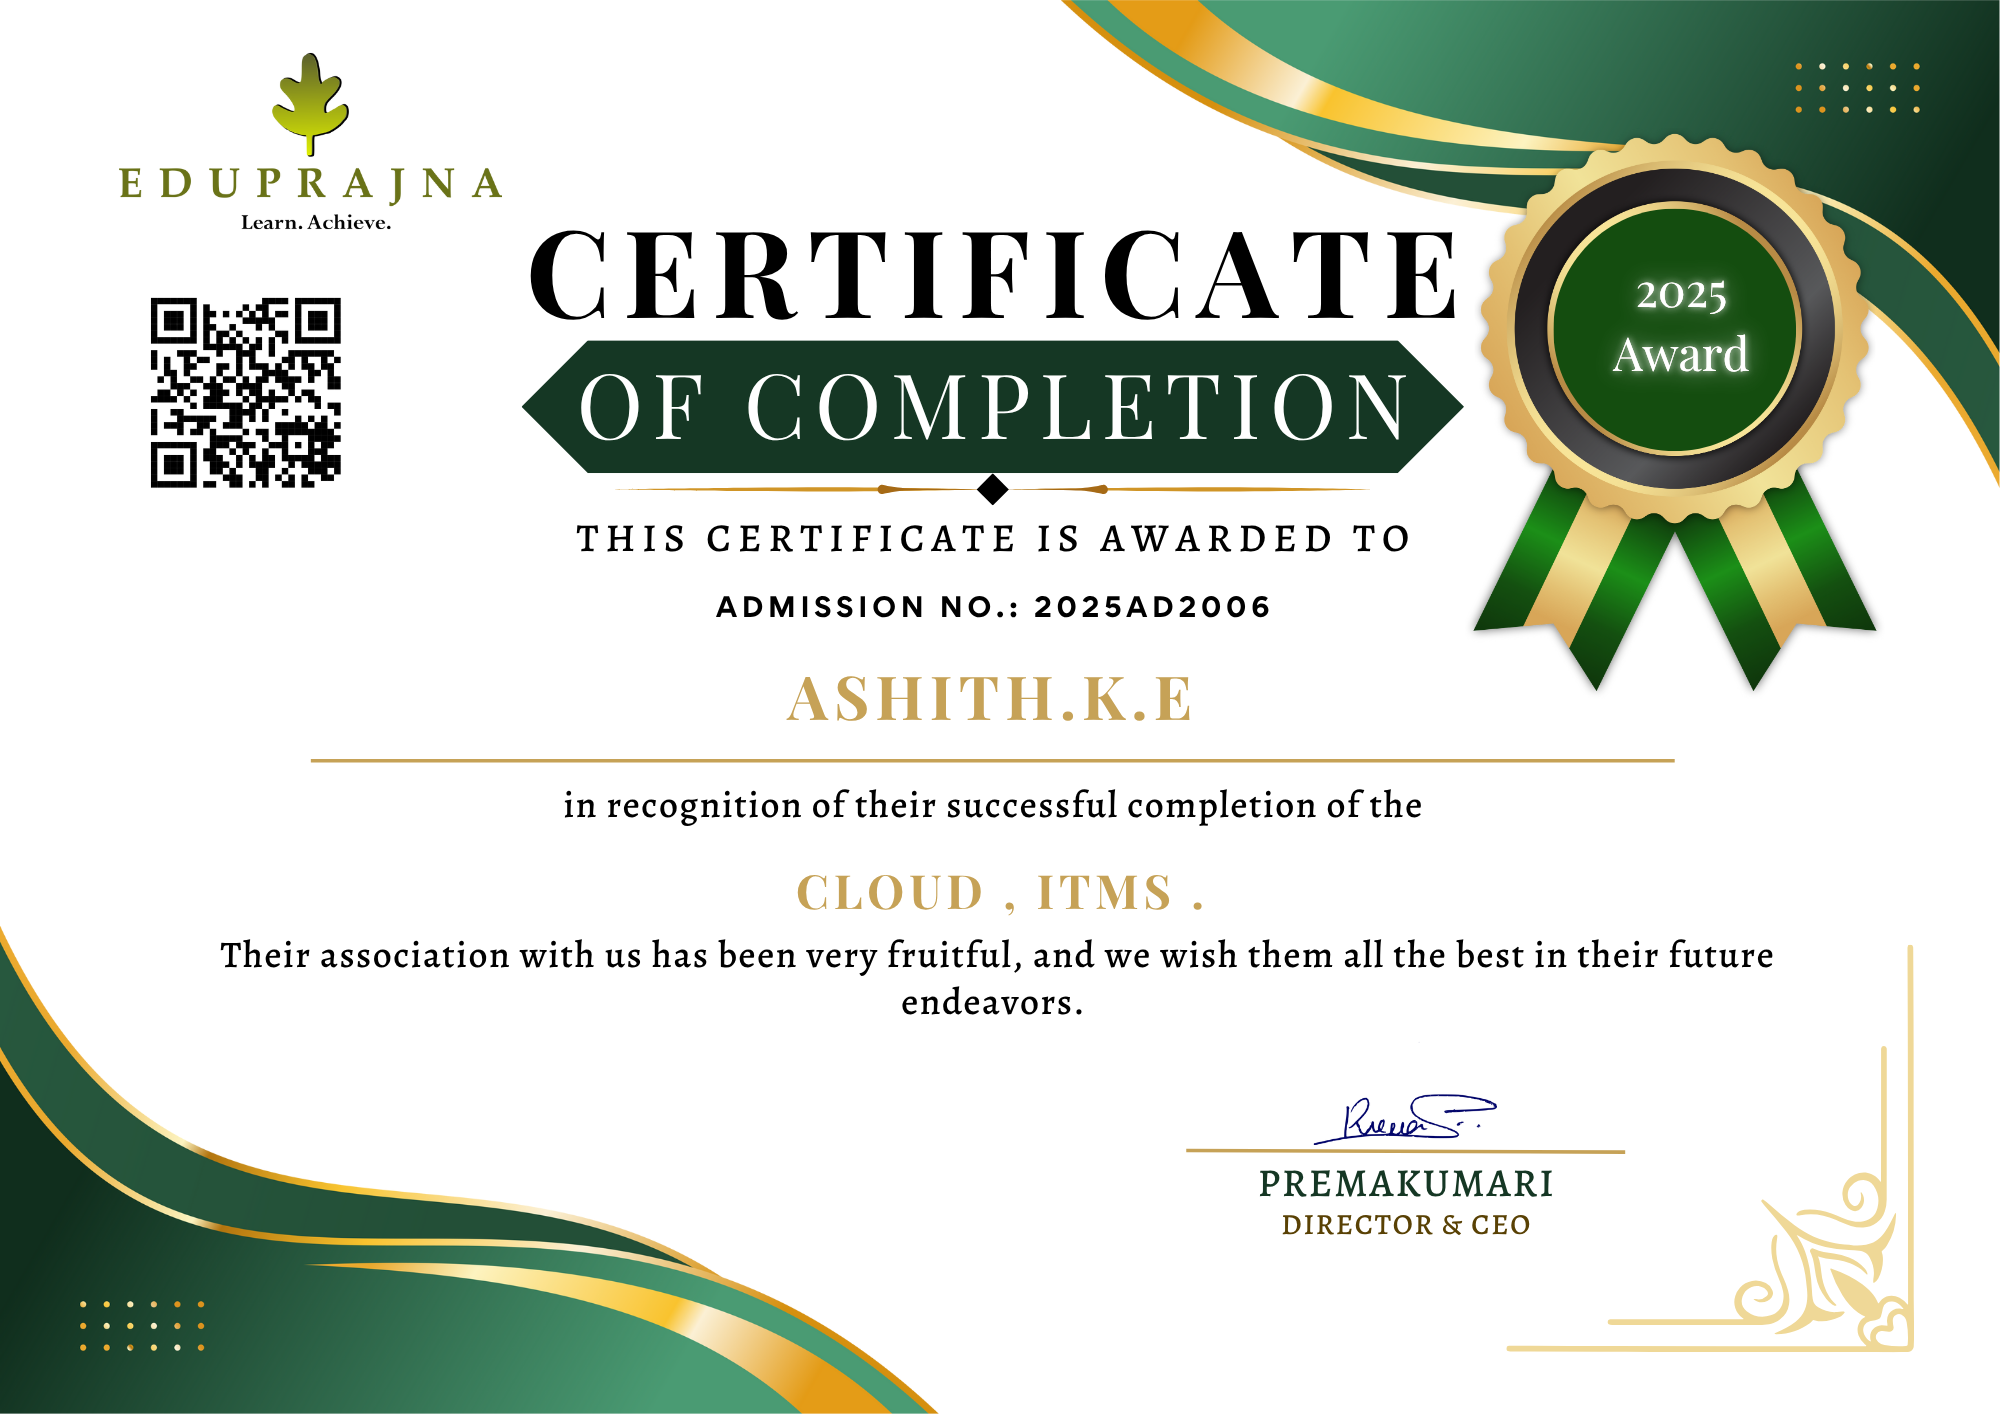 EDUPRAJNA
Learn. Achieve.
CERTIFICATE
OF COMPLETION
2025
Award
THIS CERTIFICATE IS AWARDED TO
ADMISSION NO.: 2025AD2006
ASHITH.K.E
in recognition of their successful completion of the
CLOUD , ITMS .
Their association with us has been very fruitful, and we wish them all the best in their future
endeavors.
PREMAKUMARI
DIRECTOR & CEO